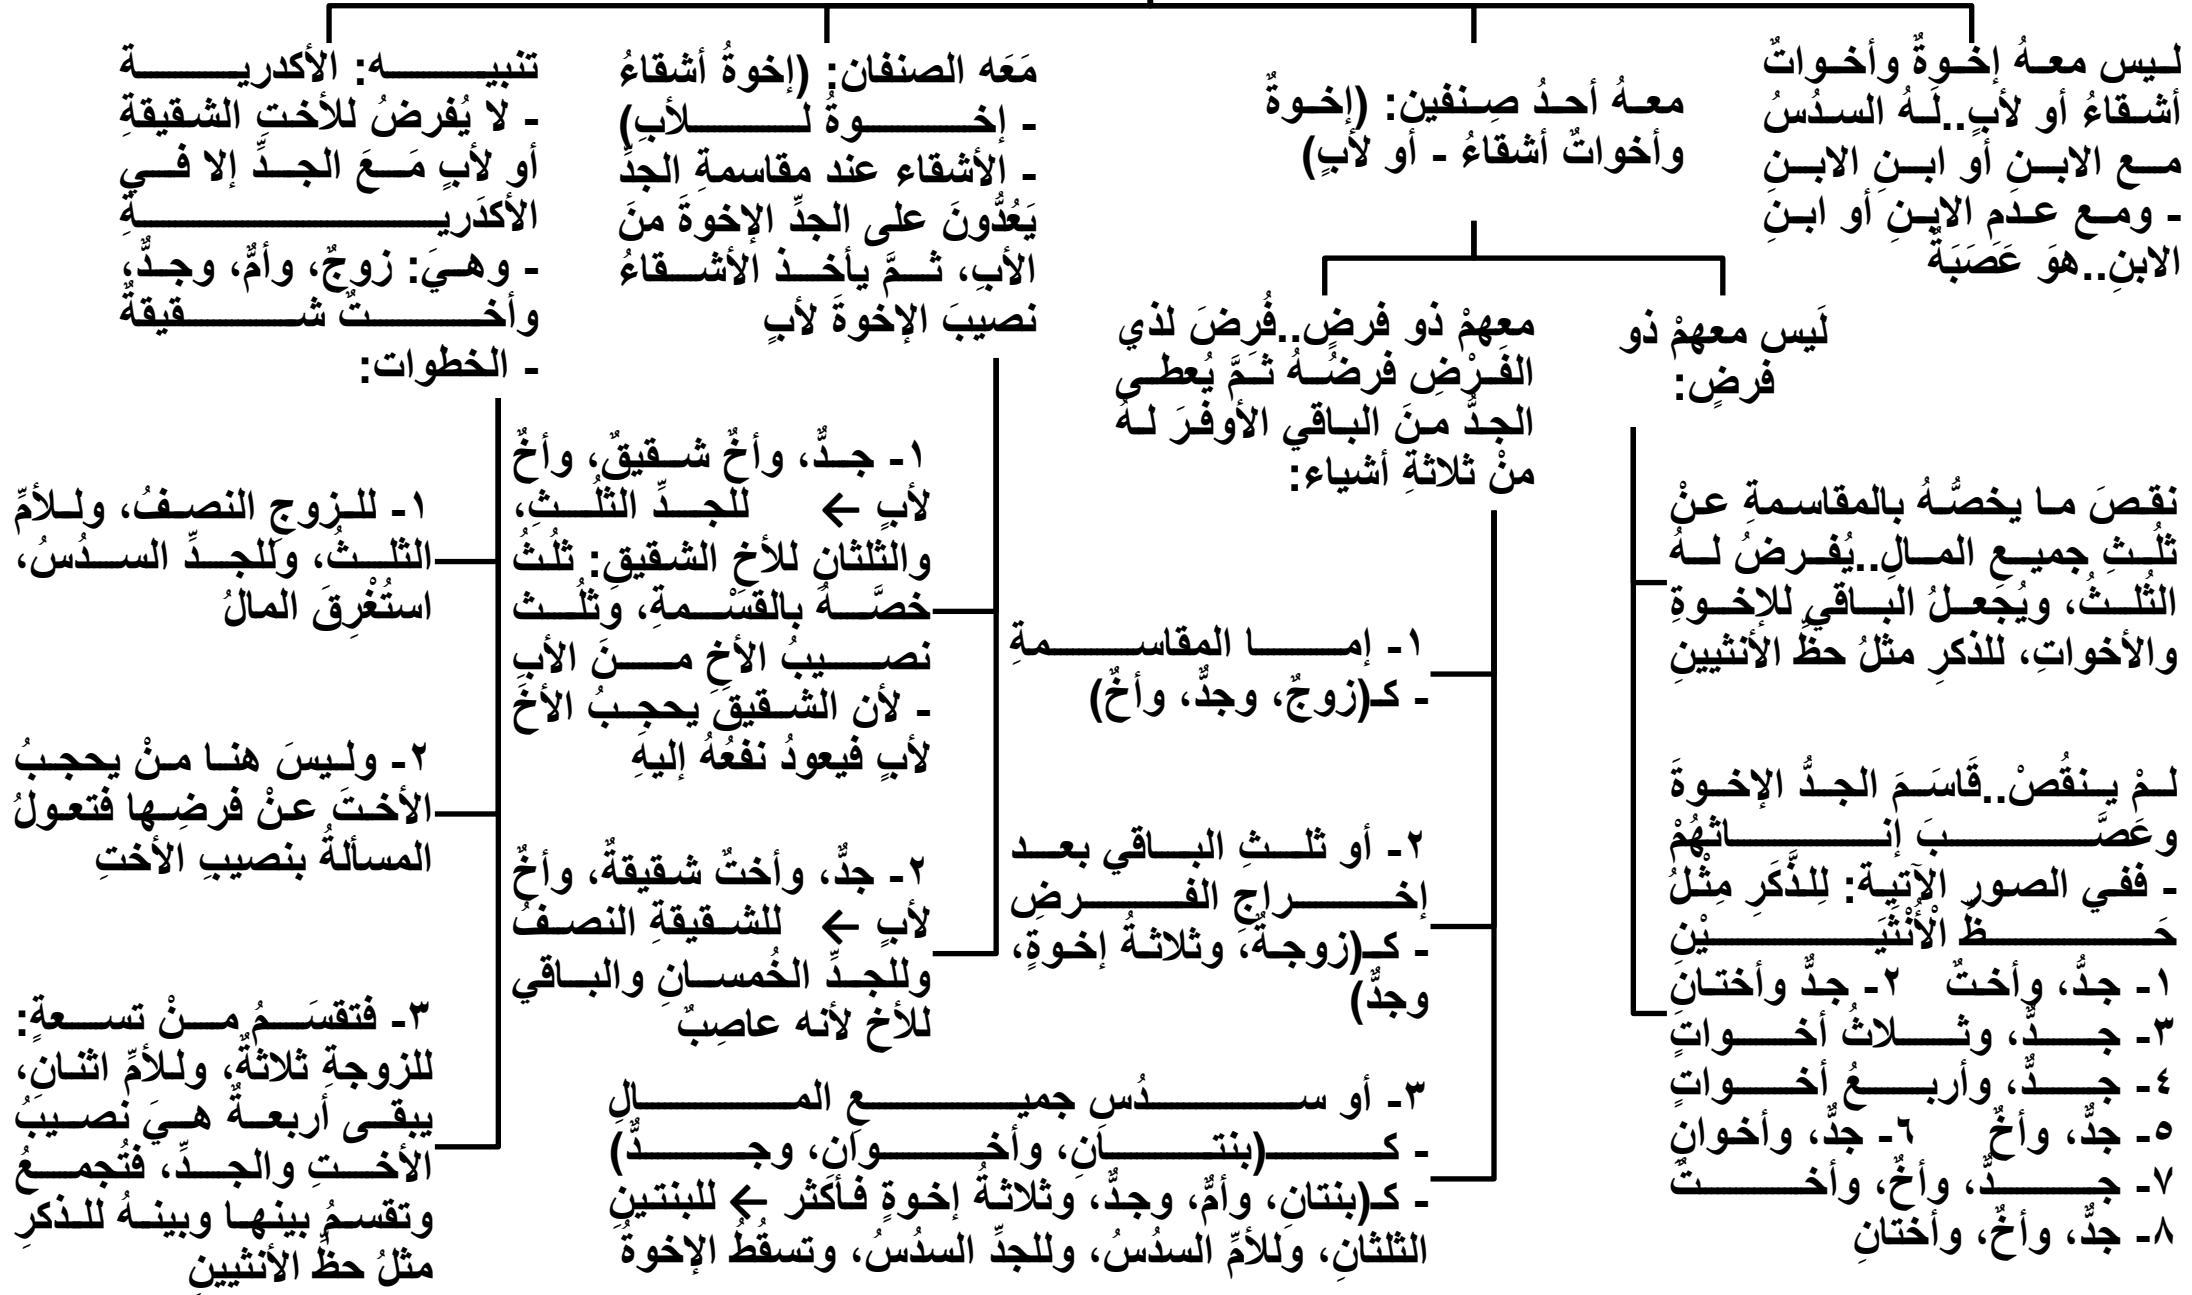 ليس معهُ إخوةٌ وأخواتٌ
أشقاءُ أو لأبٍ..لَهُ السدُسُ
مع الابن أو ابنِ الابنِ
- ومع عدَم الابنِ أو ابنِ
الابنِ..هوَ عَصَبَةٌ
معهُ أحدُ صِنفين: (إخوةٌ
وأخواتٌ أشقاءُ - أو لأبٍ)
لَيس معهمْ ذو
فرضٍ:
نقصَ ما يخصُّهُ بالمقاسمةِ عنْ
ثلُثِ جميعِ المالِ..يُفرضُ لهُ
الثُلثُ، ويُجَعلُ الباقي للإخوةِ
والأخواتِ، للذكرِ مثلُ حظِّ الأنثيينِ
لمْ ينقُصْ..قَاسَمَ الجدُّ الإخوةَ
وعَصَّبَ إناثهُمْ
- ففي الصورِ الآتية: لِلذَّكَرِ مِثْلُ
حَظِّ الْأُنْثَيَيْنِ
١- جدُّ، وأختٌ ٢- جدٌّ وأختانِ
٣- جدٌّ، وثلاثُ أخواتٍ
٤- جدٌّ، وأربعُ أخواتٍ
٥- جدٌّ، وأخٌ ٦- جدٌّ، وأخوانِ
٧- جدٌّ، وأخٌ، وأختٌ
٨- جدٌّ، وأخٌ، وأختانِ
معهمْ ذو فرضٍ..فُرِضَ لذي
الفَرْضِ فرضُهُ ثمَّ يُعطى
الجدُّ منَ الباقي الأوفرَ لهُ
منْ ثلاثةِ أشياء:
١- إما المقاسمةِ
- كـ(زوجٌ، وجدٌّ، وأخٌ)
٢- أو ثلثِ الباقي بعد
إخراجِ الفرضِ
- كـ(زوجةٌ، وثلاثةُ إخوةٍ،
وجدٌّ)
٣- أو سدُسِ جميعِ المالِ
- كـ(بنتانِ، وأخوانِ، وجدٌّ)
- كـ(بنتانِ، وأمٌّ، وجدٌّ، وثلاثةُ إخوةٍ فأكثر ← للبنتينِ
الثلثانِ، وللأمِّ السدُسُ، وللجدِّ السدُسُ، وتسقُطُ الإخوةُ
مَعَه الصنفان: (إخوةُ أشقاءُ
- إخوةُ للأبِ)
- الأشقاء عند مقاسمةِ الجدِّ
يَعُدُّونَ على الجدِّ الإخوةَ منَ
الأبِ، ثمَّ يأخذ الأشقاءُ
نصيبَ الإخوةَ لأبٍ
١- جدٌّ، وأخٌ شقيقٌ، وأخٌ
لأبٍ ← للجدِّ الثلُثِ،
والثلثانِ للأخِ الشقيقِ: ثلُثُ
خصَّهُ بالقسْمةِ، وَثلُث
نصيبُ الأخِ منَ الأبِ
- لأن الشقيقَ يحجبُ الأخَ
لأبٍ فيعودُ نفعُهُ إليهِ
٢- جدٌّ، وأختٌ شقيقةٌ، وأخٌ
لأبٍ ← للشقيقةِ النصفُ
وللجدِّ الخُمسانِ والباقي
للأخ لأنه عاصِبٌ
تنبيه: الأكدرية
- لا يُفرضُ للأختِ الشقيقةِ
أو لأبٍ مَعَ الجدِّ إلا في
الأكدَريةِ
- وهيَ: زوجٌ، وأمٌّ، وجدٌّ،
وأختٌ شقيقةٌ
- الخطوات:
١- للزوجِ النصفُ، وللأمِّ
الثلثُ، وللجدِّ السدُسُ،
استُغْرِقَ المالُ
٢- وليسَ هنا منْ يحجبُ
الأختَ عنْ فرضِها فتعولُ
المسألةُ بنصيبِ الأختِ
٣- فتقسَمُ منْ تسعةٍ:
للزوجةِ ثلاثةٌ، وللأمِّ اثنانِ،
يبقى أربعةٌ هيَ نصيبُ
الأختِ والجدِّ، فتُجمعُ
وتقسمُ بينها وبينهُ للذكرِ
مثلُ حظِّ الأنثيينِ